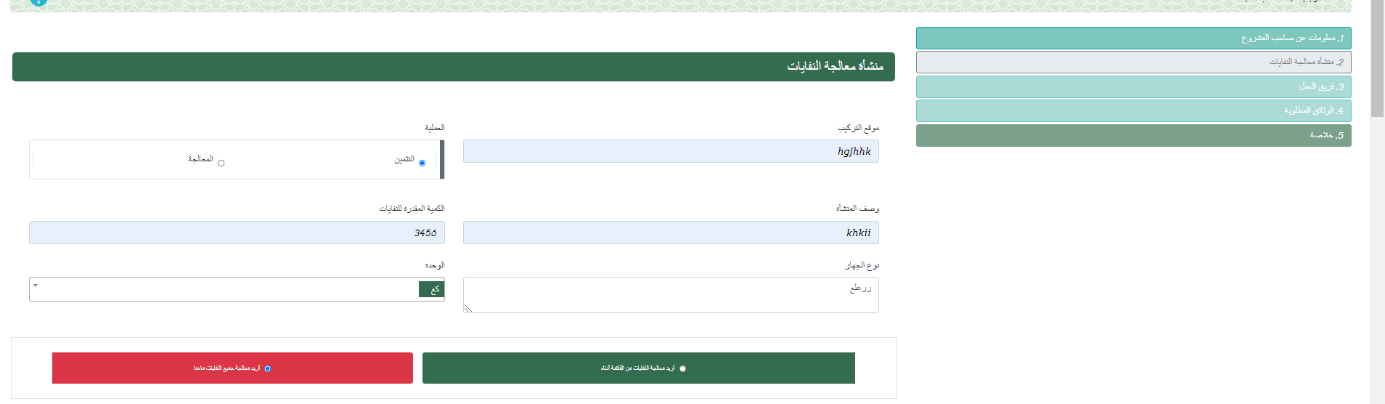 1. معلومات عن صاحب المشروع
2. منشأة معالجة النفايات
3. فريق العمل
4. الوثائق المطلوبة
5. خلاصة
منشأة معالجة النفايات
موقع التركيب
hgjhhk
العملية
التثمين
المعالجة
وصف المنشأة
khkii
الكمية المقدرة للنفايات
3456
نوع الجهاز
الوحدة
كغ
أريد معالجة النفايات من القائمة أدناه
أريد معالجة جميع النفايات ماعدا